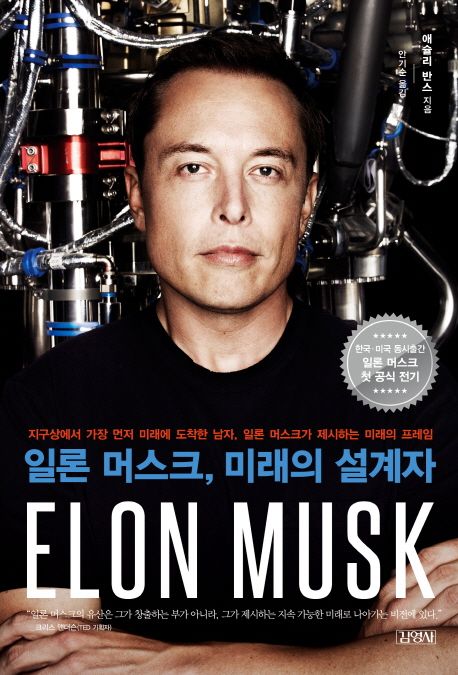 애슐리 반스 지음
안기순 옮김
★★★★★
한국·미국 동시출간
일론 머스크
첫 공식 전기
★★★★★
지구상에서 가장 먼저 미래에 도착한 남자, 일론 머스크가 제시하는 미래의 프레임
일론 머스크, 미래의 설계자
ELON MUSK
“일론 머스크의 유산은 그가 창출하는 부가 아니라, 그가 제시하는 지속 가능한 미래로 나아가는 비전에 있다.”
크리스 앤더슨(TED 기획자)
김영사